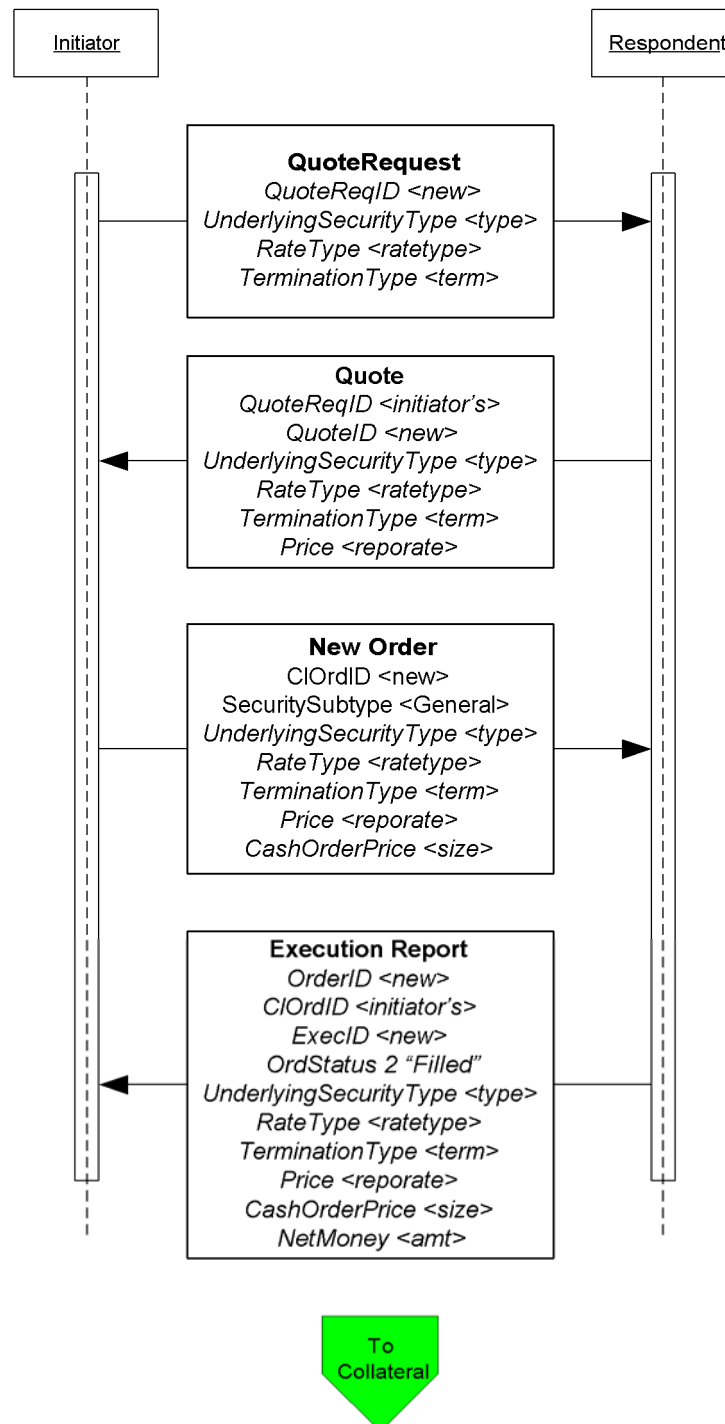 Initiator
Respondent
QuoteRequest
QuoteReqID <new>
UnderlyingSecurityType <type>
RateType <ratetype>
TerminationType <term>
Quote
QuoteReqID <initiator's>
QuoteID <new>
UnderlyingSecurityType <type>
RateType <ratetype>
TerminationType <term>
Price <reporate>
New Order
ClOrdID <new>
SecuritySubtype <General>
UnderlyingSecurityType <type>
RateType <ratetype>
TerminationType <term>
Price <reporate>
CashOrderPrice <size>
Execution Report
OrderID <new>
ClOrdID <initiator's>
ExecID <new>
OrdStatus 2 “Filled”
UnderlyingSecurityType <type>
RateType <ratetype>
TerminationType <term>
Price <reporate>
CashOrderPrice <size>
NetMoney <amt>
To
Collateral